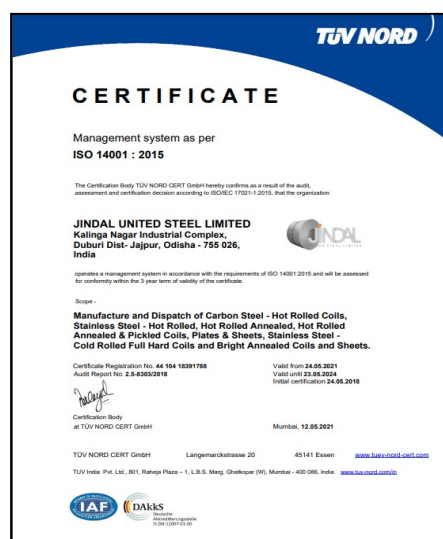 TÜV NORD
CERTIFICATE
Management system as per
ISO 14001 : 2015
The Certification Body TÜV NORD CERT GmbH hereby confirms as a result of the audit,
assessment and certification decision according to ISO/IEC 17021-1:2015, that the organization
JINDAL UNITED STEEL LIMITED
Kalinga Nagar Industrial Complex,
Duburi Dist- Jajpur, Odisha - 755 026,
India
JINDAL
operates a management system in accordance with the requirements of ISO 14001:2015 and will be assessed
for conformity within the 3 year term of validity of the certificate.
Scope -
Manufacture and Dispatch of Carbon Steel - Hot Rolled Coils,
Stainless Steel - Hot Rolled, Hot Rolled Annealed, Hot Rolled
Annealed & Pickled Coils, Plates & Sheets, Stainless Steel -
Cold Rolled Full Hard Coils and Bright Annealed Coils and Sheets.
Certificate Registration No. 44 104 18391788
Audit Report No. 2.5-8303/2018
Valid from 24.05.2021
Valid until 23.05.2024
Initial certification 24.05.2018
Certification Body
at TÜV NORD CERT GmbH
Mumbai, 12.05.2021
TÜV NORD CERT GmbH Langemarckstrasse 20 45141 Essen www.tuev-nord-cert.com
TUV India Pvt. Ltd., 801, Raheja Plaza – 1, L.B.S. Marg, Ghatkopar (W), Mumbai - 400 086, India www.tuv-nord.com/in
IAF
DAkkS
Deutsche
Akkreditierungsstelle
D-ZM-12007-01-00